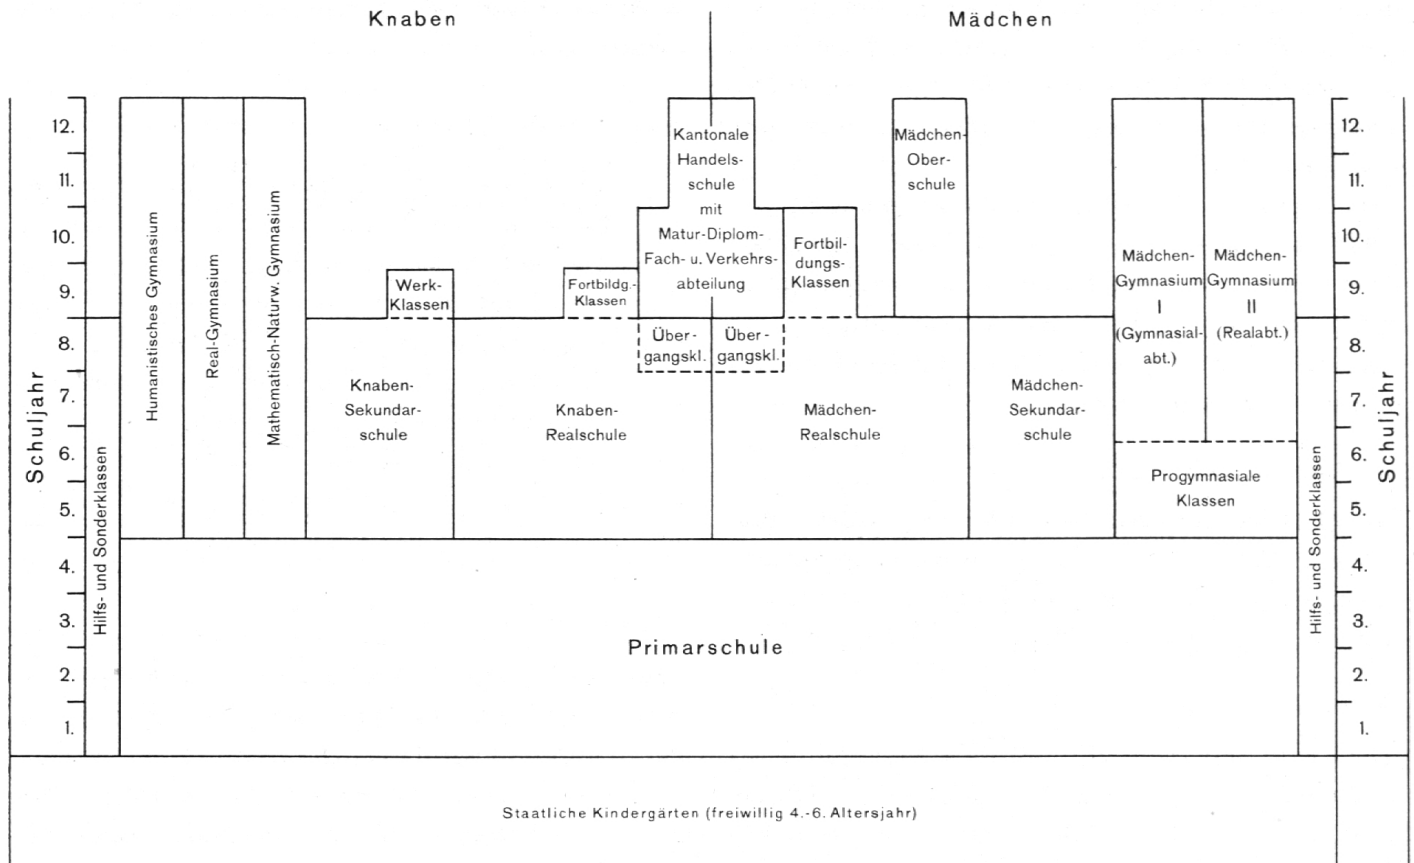 Knaben
Mädchen
12.
11.
10.
9.
8.
7.
6.
5.
4.
3.
2.
1.
Schuljahr
Hilfs- und Sonderklassen
Humanistisches Gymnasium
Real-Gymnasium
Mathematisch-Naturw. Gymnasium
Werk-
Klassen
Knaben-
Sekundar-
schule
Fortbildg.-
Klassen
Knaben-
Realschule
Kantonale
Handels-
schule
mit
Matur-Diplom-
Fach- u. Verkehrs-
abteilung
Über-
gangskl.
Über-
gangskl.
Fortbil-
dungs-
Klassen
Mädchen-
Realschule
Mädchen-
Ober-
schule
Mädchen-
Sekundar-
schule
Mädchen-
Gymnasium
I
(Gymnasial-
abt.)
Mädchen-
Gymnasium
II
(Realabt.)
Progymnasiale
Klassen
Hilfs- und Sonderklassen
12.
11.
10.
9.
8.
7.
6.
5.
4.
3.
2.
1.
Schuljahr
Primarschule
Staatliche Kindergärten (freiwillig 4.-6. Altersjahr)